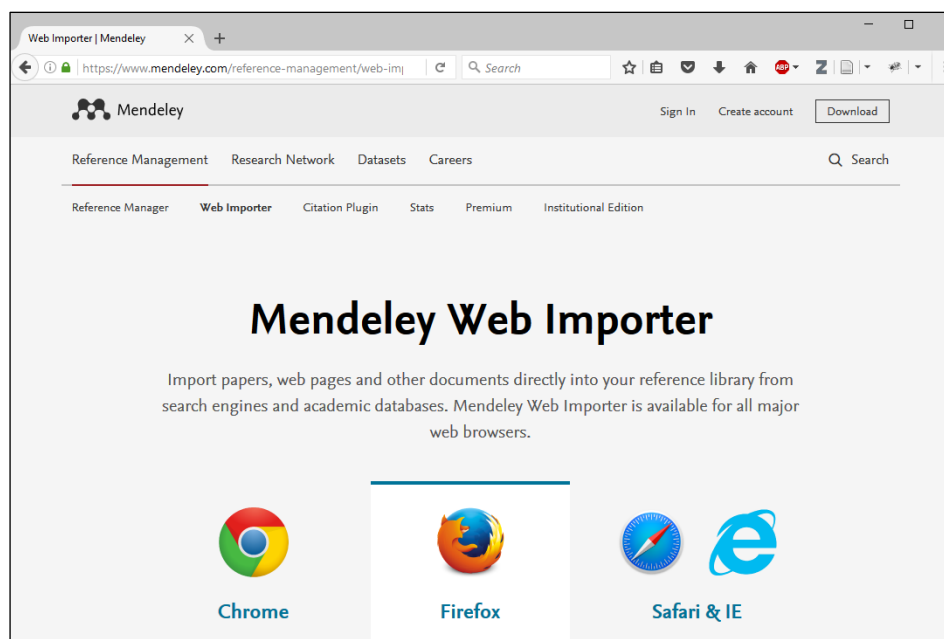 Web Importer | Mendeley
https://www.mendeley.com/reference-management/web-im
Search
ABP
Z
Mendeley
Sign In Create account Download
Reference Management Research Network Datasets Careers Search
Reference Manager Web Importer Citation Plugin Stats Premium Institutional Edition
Mendeley Web Importer
Import papers, web pages and other documents directly into your reference library from
search engines and academic databases. Mendeley Web Importer is available for all major
web browsers.
Chrome Firefox Safari & IE